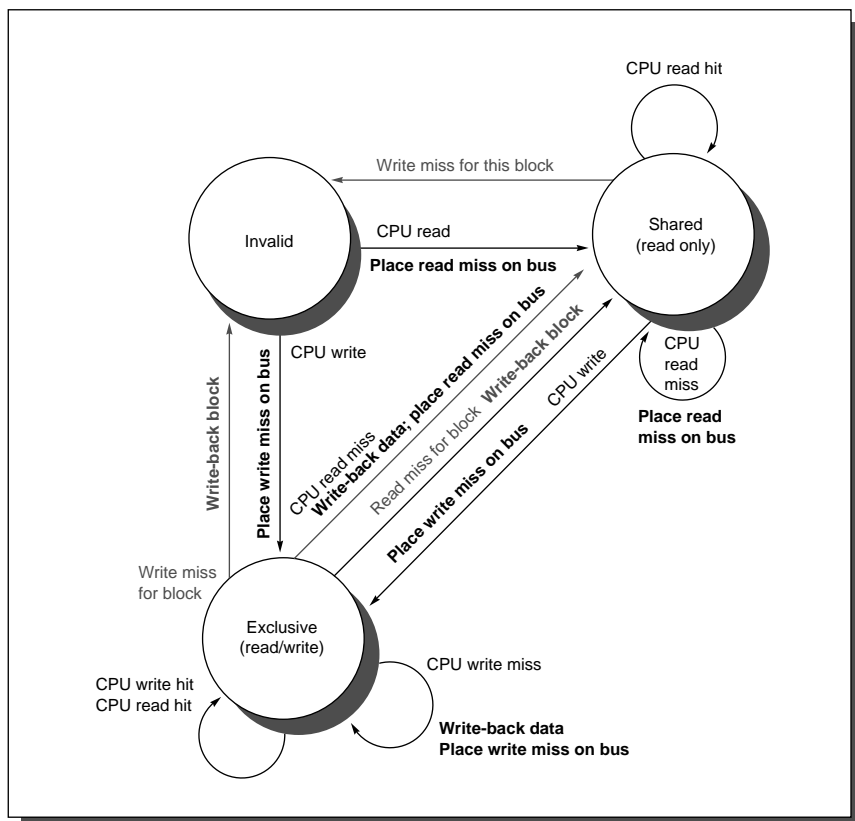 CPU read hit
Write miss for this block
Invalid
CPU read
Place read miss on bus
Shared
(read only)
CPU write
CPU
read
miss
Place read
miss on bus
Write-back block
Place write miss on bus
CPU read miss
Write-back data; place read miss on bus
Read miss for block Write-back block
CPU write
Place write miss on bus
Write miss
for block
Exclusive
(read/write)
CPU write hit
CPU read hit
CPU write miss
Write-back data
Place write miss on bus